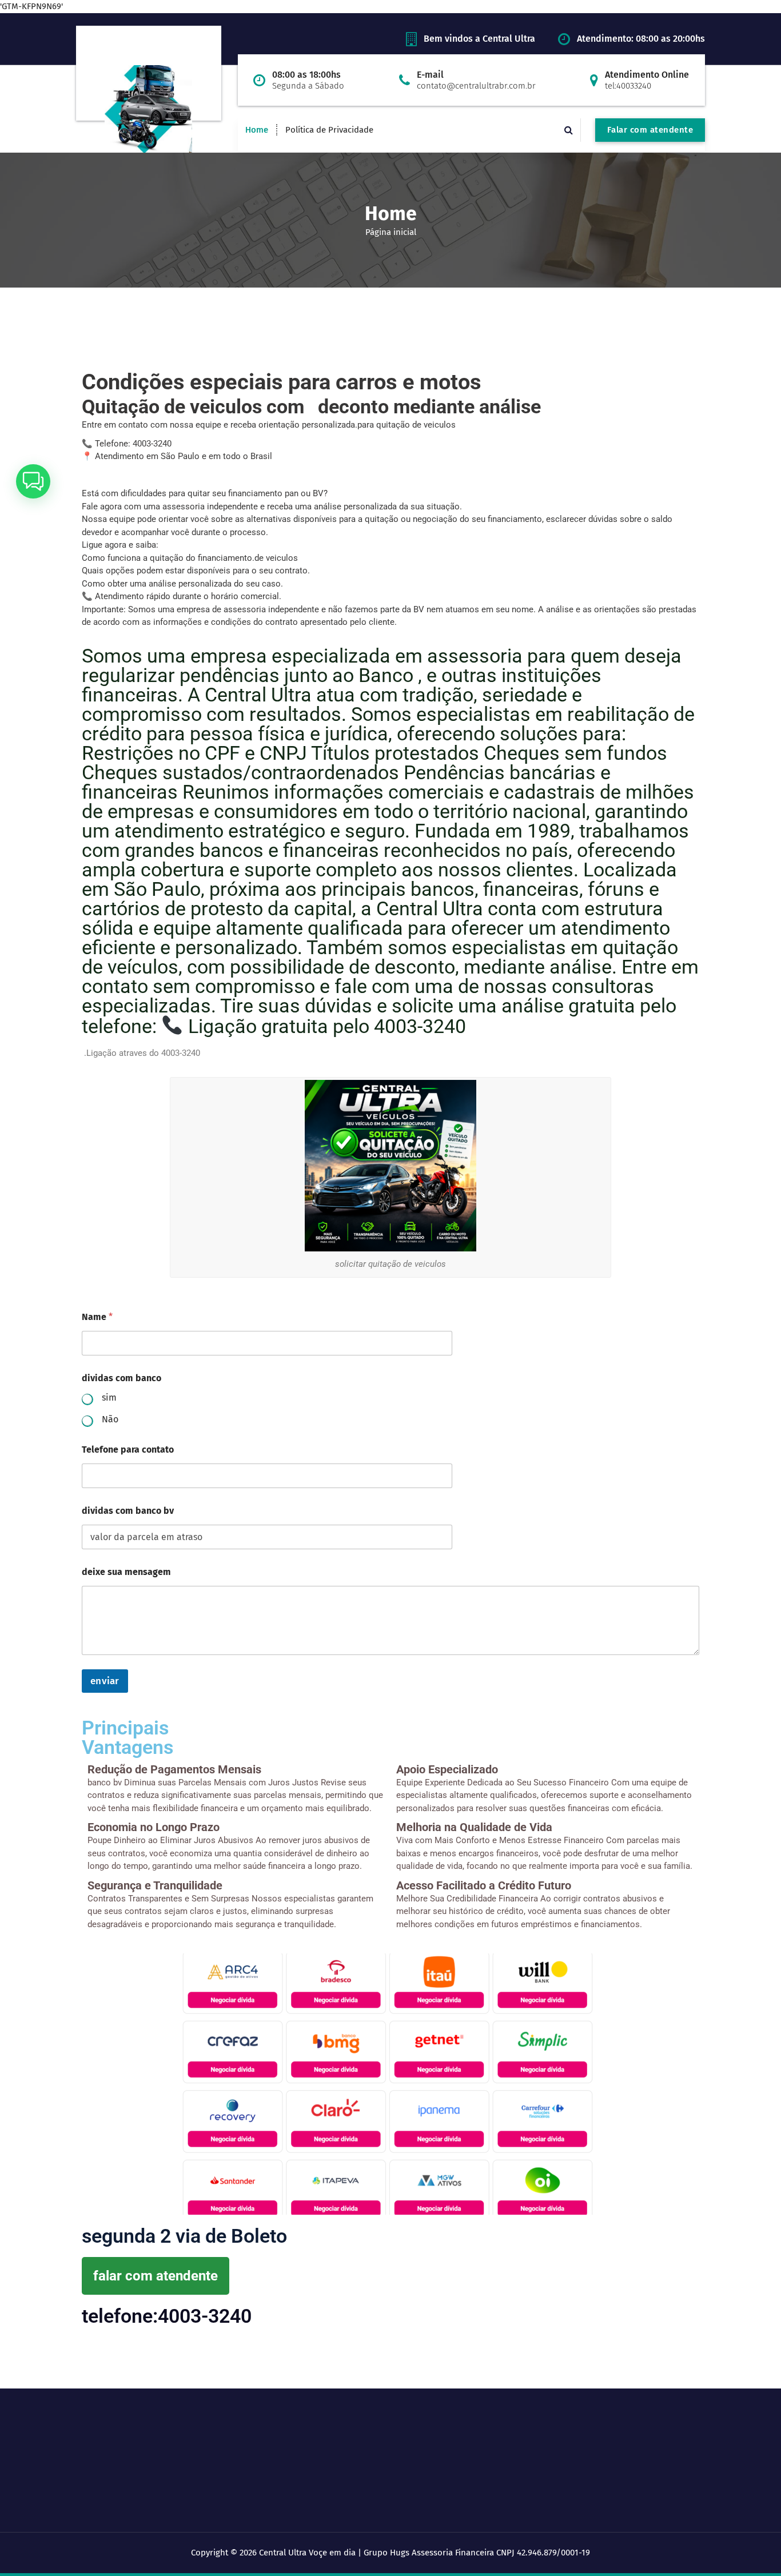 'GTM-KFPN9N69'
Bem vindos a Central Ultra
Atendimento: 08:00 as 20:00hs
08:00 as 18:00hs
Segunda a Sábado
E-mail
contato@centralultrabr.com.br
Atendimento Online
tel:40033240
Home
Política de Privacidade
Falar com atendente
Home
Página inicial
Condições especiais para carros e motos
Quitação de veiculos com deconto mediante análise
Entre em contato com nossa equipe e receba orientação personalizada.para quitação de veiculos
📞 Telefone: 4003-3240
📍 Atendimento em São Paulo e em todo o Brasil
Está com dificuldades para quitar seu financiamento pan ou BV?
Fale agora com uma assessoria independente e receba uma análise personalizada da sua situação.
Nossa equipe pode orientar você sobre as alternativas disponíveis para a quitação ou negociação do seu financiamento, esclarecer dúvidas sobre o saldo
devedor e acompanhar você durante o processo.
Ligue agora e saiba:
Como funciona a quitação do financiamento.de veiculos
Quais opções podem estar disponíveis para o seu contrato.
Como obter uma análise personalizada do seu caso.
📞 Atendimento rápido durante o horário comercial.
Importante: Somos uma empresa de assessoria independente e não fazemos parte da BV nem atuamos em seu nome. A análise e as orientações são prestadas
de acordo com as informações e condições do contrato apresentado pelo cliente.
Somos uma empresa especializada em assessoria para quem deseja
regularizar pendências junto ao Banco , e outras instituições
financeiras. A Central Ultra atua com tradição, seriedade e
compromisso com resultados. Somos especialistas em reabilitação de
crédito para pessoa física e jurídica, oferecendo soluções para:
Restrições no CPF e CNPJ Títulos protestados Cheques sem fundos
Cheques sustados/contraordenados Pendências bancárias e
financeiras Reunimos informações comerciais e cadastrais de milhões
de empresas e consumidores em todo o território nacional, garantindo
um atendimento estratégico e seguro. Fundada em 1989, trabalhamos
com grandes bancos e financeiras reconhecidos no país, oferecendo
ampla cobertura e suporte completo aos nossos clientes. Localizada
em São Paulo, próxima aos principais bancos, financeiras, fóruns e
cartórios de protesto da capital, a Central Ultra conta com estrutura
sólida e equipe altamente qualificada para oferecer um atendimento
eficiente e personalizado. Também somos especialistas em quitação
de veículos, com possibilidade de desconto, mediante análise. Entre em
contato sem compromisso e fale com uma de nossas consultoras
especializadas. Tire suas dúvidas e solicite uma análise gratuita pelo
telefone: 📞 Ligação gratuita pelo 4003-3240
.Ligação atraves do 4003-3240
CENTRAL
ULTRA
VEÍCULOS
SEU VEÍCULO EM DIA, SEM PREOCUPAÇÕES!
SOLICITE A
QUITAÇÃO
DO SEU VEÍCULO
VEÍCULO
QUITADO
MAIS
SEGURANÇA
TRANSPARÊNCIA
SEU VEÍCULO
100% QUITADO
CARRO OU MOTO
solicitar quitação de veiculos
Name *
dividas com banco
sim
Não
Telefone para contato
dividas com banco bv
valor da parcela em atraso
deixe sua mensagem
enviar
Principais
Vantagens
Redução de Pagamentos Mensais
banco bv Diminua suas Parcelas Mensais com Juros Justos Revise seus
contratos e reduza significativamente suas parcelas mensais, permitindo que
você tenha mais flexibilidade financeira e um orçamento mais equilibrado.
Economia no Longo Prazo
Poupe Dinheiro ao Eliminar Juros Abusivos Ao remover juros abusivos de
seus contratos, você economiza uma quantia considerável de dinheiro ao
longo do tempo, garantindo uma melhor saúde financeira a longo prazo.
Segurança e Tranquilidade
Contratos Transparentes e Sem Surpresas Nossos especialistas garantem
que seus contratos sejam claros e justos, eliminando surpresas
desagradáveis e proporcionando mais segurança e tranquilidade.
Apoio Especializado
Equipe Experiente Dedicada ao Seu Sucesso Financeiro Com uma equipe de
especialistas altamente qualificados, oferecemos suporte e aconselhamento
personalizados para resolver suas questões financeiras com eficácia.
Melhoria na Qualidade de Vida
Viva com Mais Conforto e Menos Estresse Financeiro Com parcelas mais
baixas e menos encargos financeiros, você pode desfrutar de uma melhor
qualidade de vida, focando no que realmente importa para você e sua família.
Acesso Facilitado a Crédito Futuro
Melhore Sua Credibilidade Financeira Ao corrigir contratos abusivos e
melhorar seu histórico de crédito, você aumenta suas chances de obter
melhores condições em futuros empréstimos e financiamentos.
ARC4
bradesco
itaú
will BANK
Negociar dívida Negociar dívida Negociar dívida Negociar dívida
crefaz
banco bmg
getnet
Simplic
Negociar dívida Negociar dívida Negociar dívida Negociar dívida
recovery
Claro
ipanema
Carrefour
Negociar dívida Negociar dívida Negociar dívida Negociar dívida
Santander
ITAPEVA
MGW ATIVOS
oi
Negociar dívida Negociar dívida Negociar dívida Negociar dívida
segunda 2 via de Boleto
falar com atendente
telefone:4003-3240
Copyright © 2026 Central Ultra Voçe em dia | Grupo Hugs Assessoria Financeira CNPJ 42.946.879/0001-19